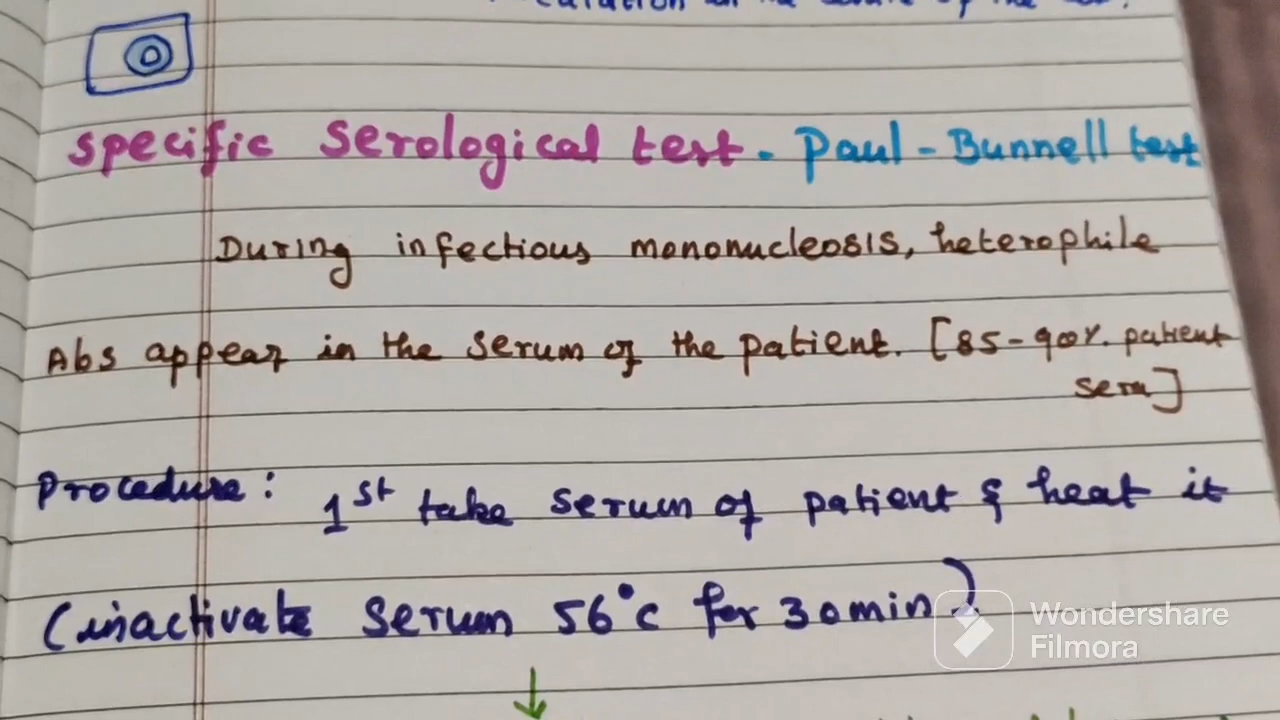 specific serological test - Paul-Bunnell test
During infectious mononucleosis, heterophile
Abs appear in the serum of the patient. [85-90%. patient
sera]
Procedure: 1st take serum of patient & heat it
(inactivate serum 56°c for 30min)
Wondershare
Filmora